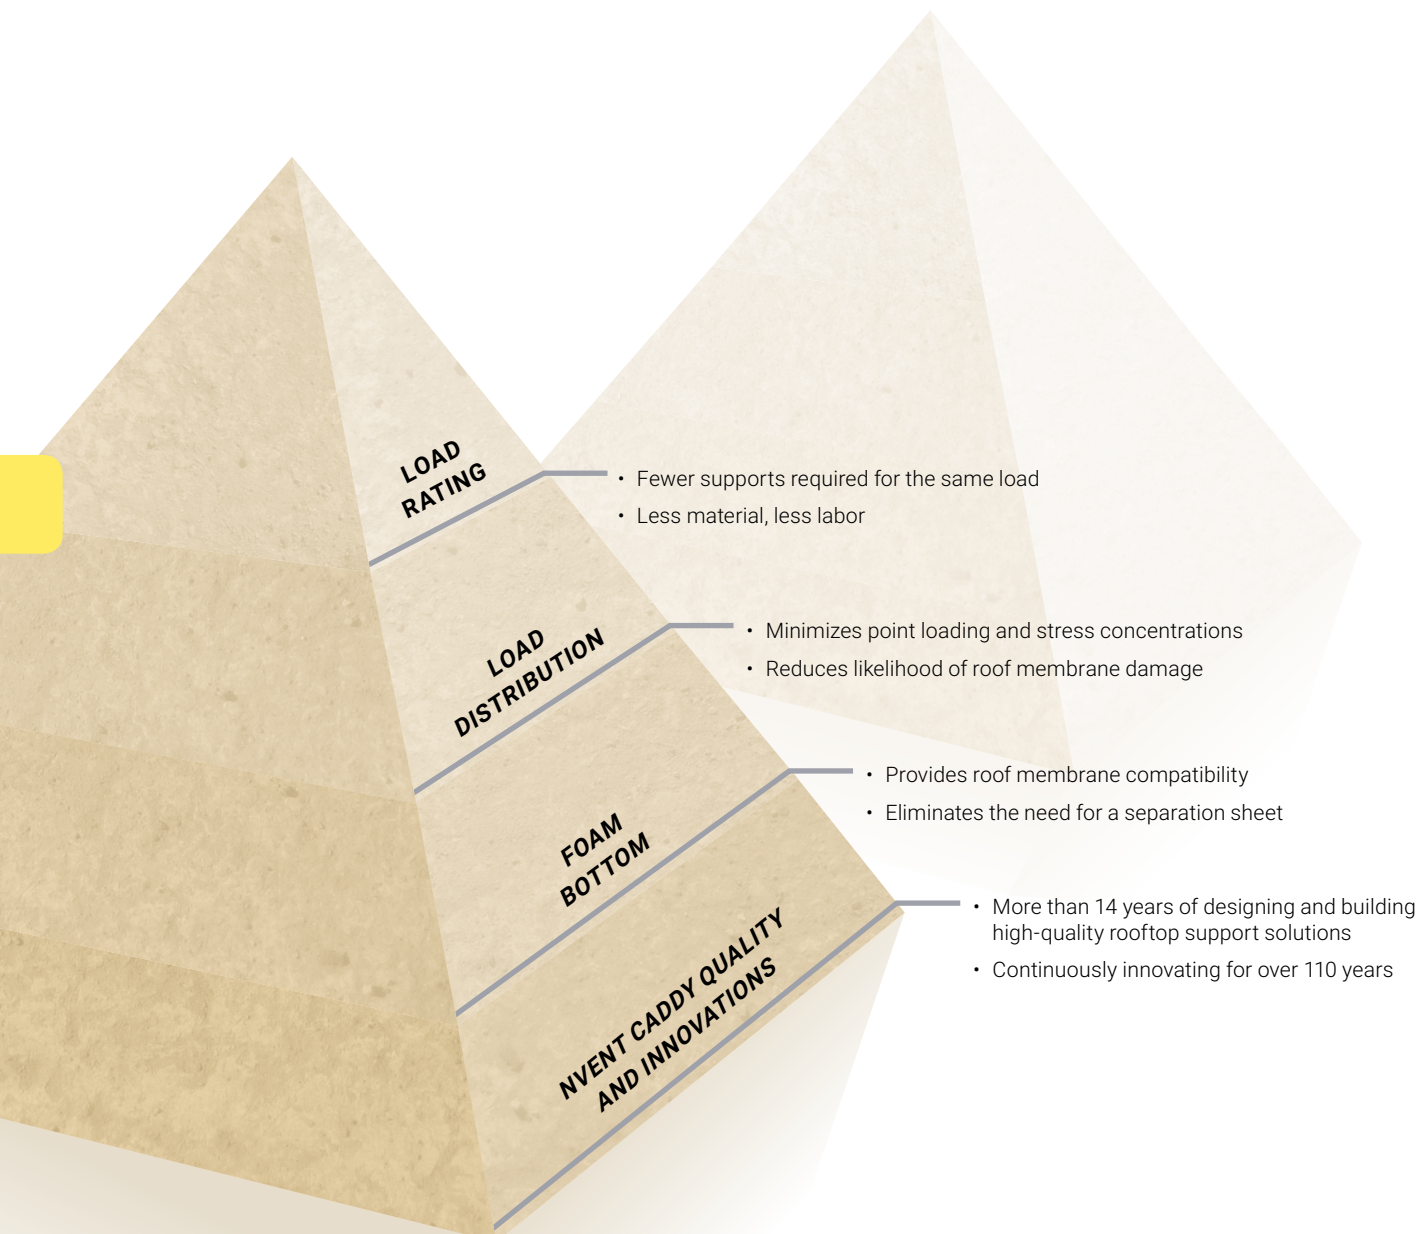 LOAD
RATING
• Fewer supports required for the same load
• Less material, less labor
LOAD
DISTRIBUTION
• Minimizes point loading and stress concentrations
• Reduces likelihood of roof membrane damage
FOAM
BOTTOM
• Provides roof membrane compatibility
• Eliminates the need for a separation sheet
NVENT CADDY QUALITY
AND INNOVATIONS
• More than 14 years of designing and building
high-quality rooftop support solutions
• Continuously innovating for over 110 years